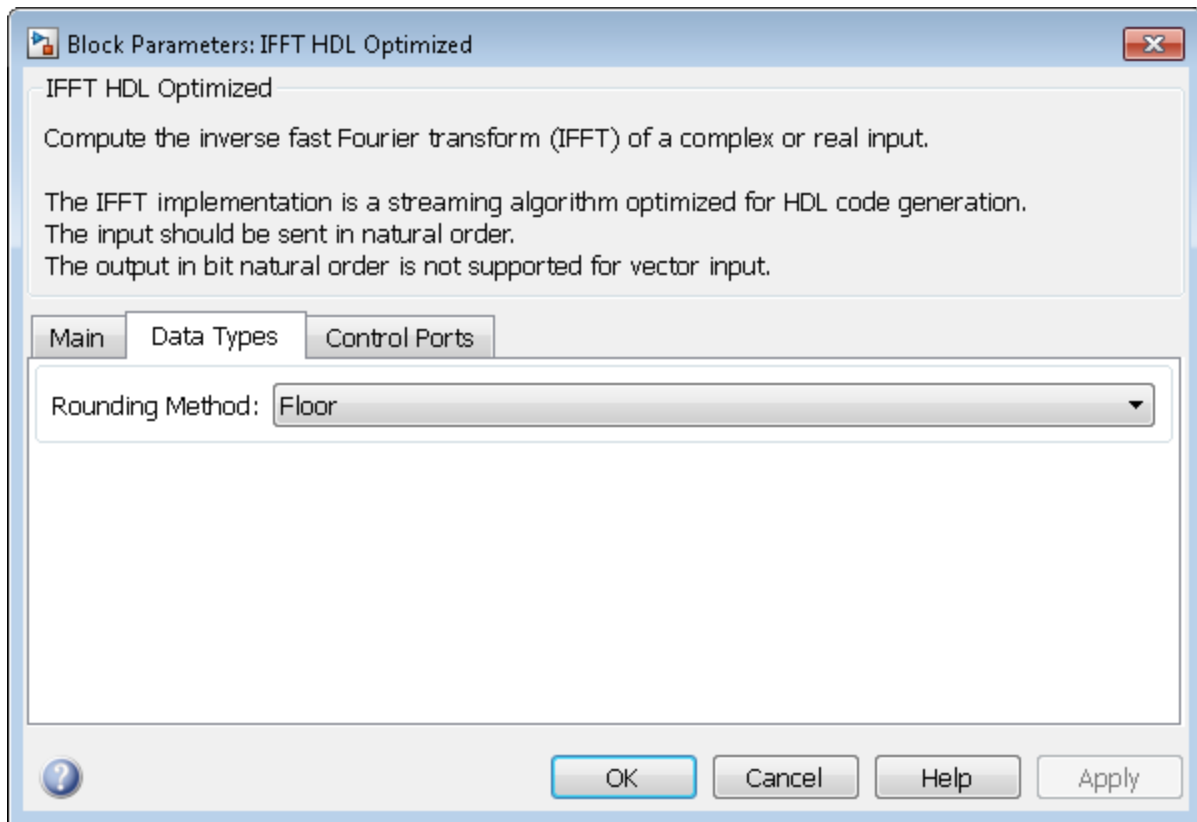 Block Parameters: IFFT HDL Optimized
IFFT HDL Optimized
Compute the inverse fast Fourier transform (IFFT) of a complex or real input.
The IFFT implementation is a streaming algorithm optimized for HDL code generation.
The input should be sent in natural order.
The output in bit natural order is not supported for vector input.
Main Data Types Control Ports
Rounding Method: Floor
? OK Cancel Help Apply